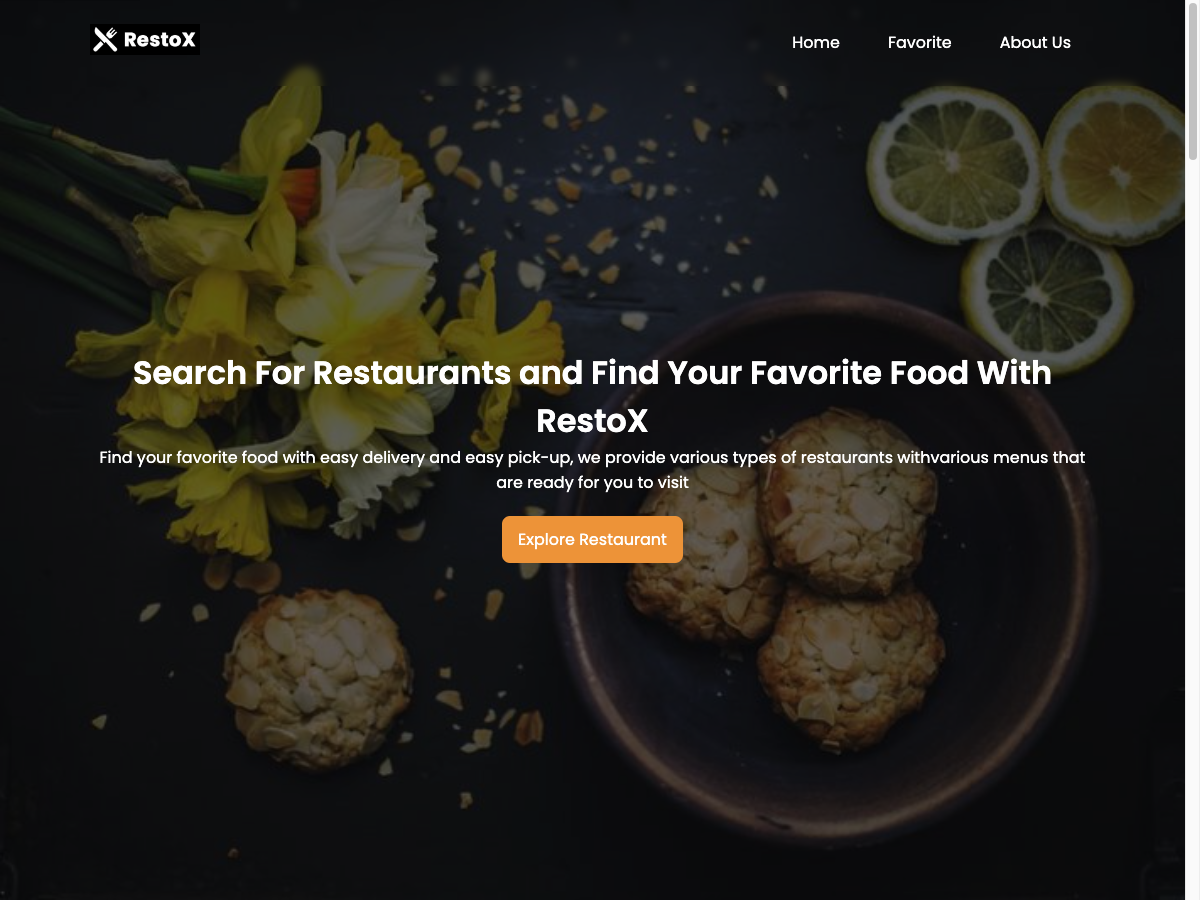 RestoX
Home
Favorite
About Us
Search For Restaurants and Find Your Favorite Food With
RestoX
Find your favorite food with easy delivery and easy pick-up, we provide various types of restaurants withvarious menus that
are ready for you to visit
Explore Restaurant